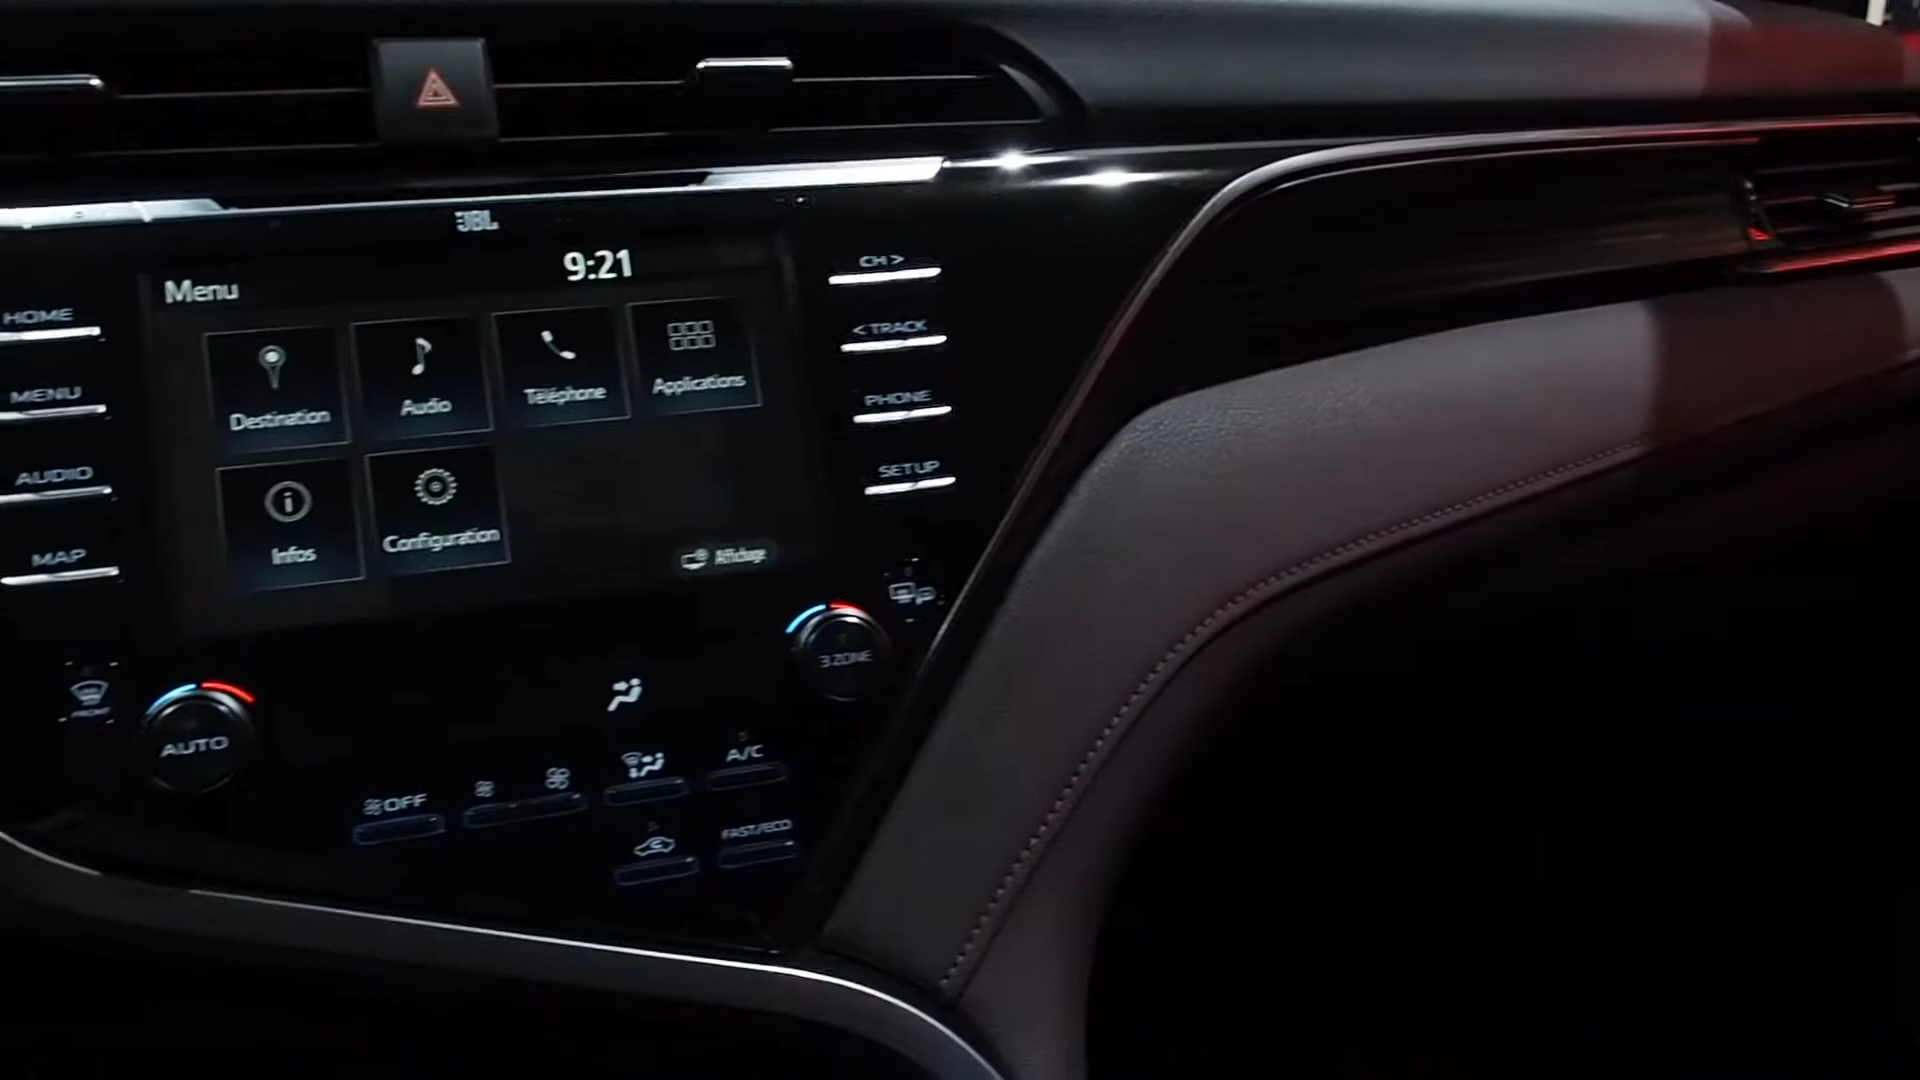 JBL
9:21
Menu
HOME
MENU
AUDIO
MAP
Destination
Audio
Téléphone
Applications
Infos
Configuration
Affichage
CH >
< TRACK
PHONE
SETUP
FRONT
AUTO
3 ZONE
OFF
A/C
FAST/ECO